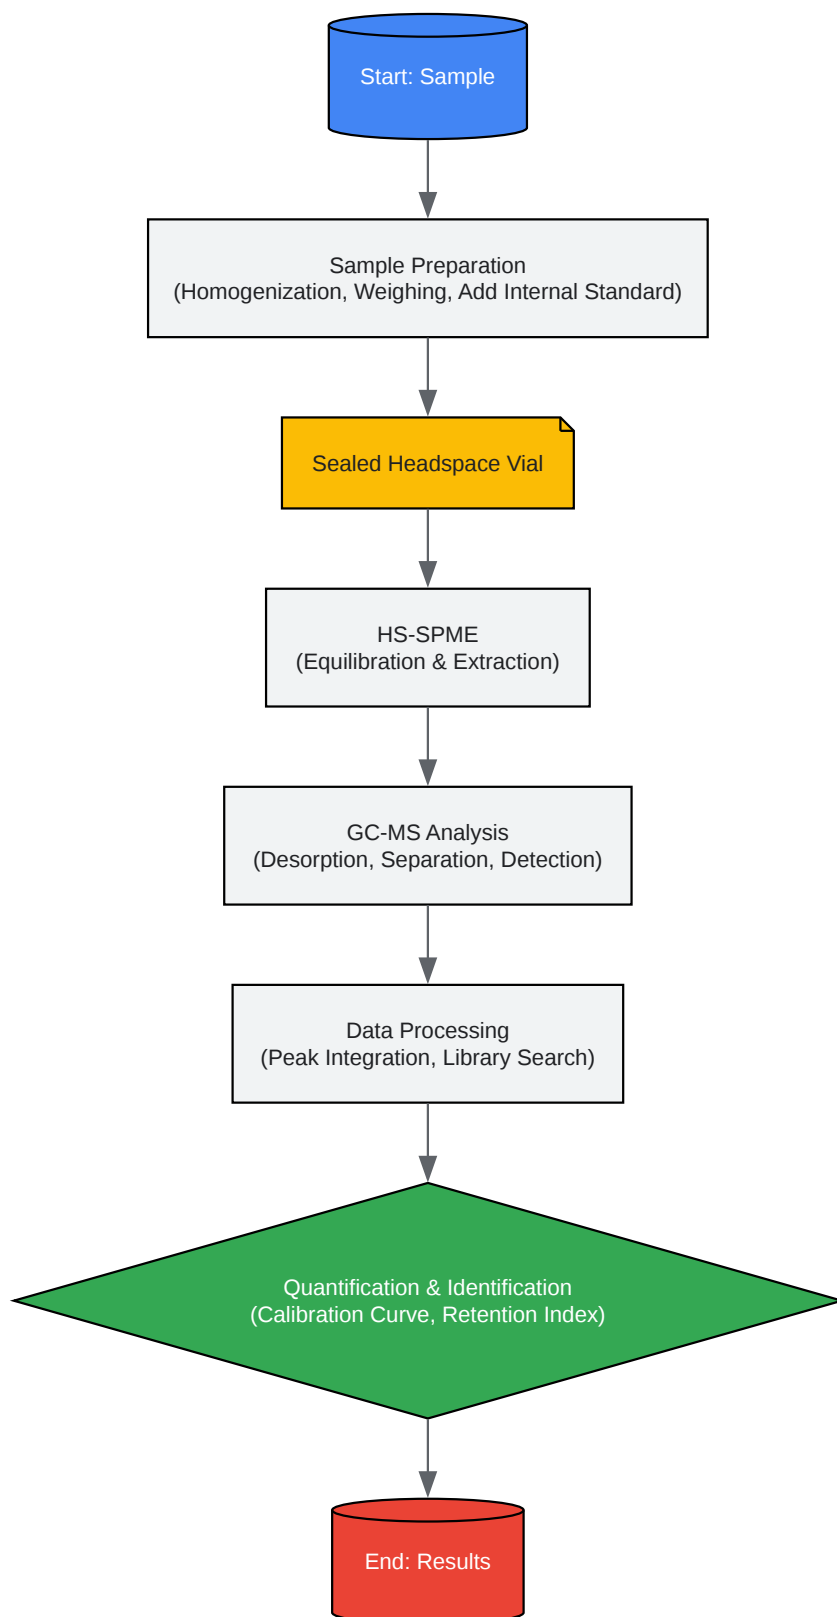 Start: Sample
Sample Preparation
(Homogenization, Weighing, Add Internal Standard)
Sealed Headspace Vial
HS-SPME
(Equilibration & Extraction)
GC-MS Analysis
(Desorption, Separation, Detection)
Data Processing
(Peak Integration, Library Search)
Quantification & Identification
(Calibration Curve, Retention Index)
End: Results